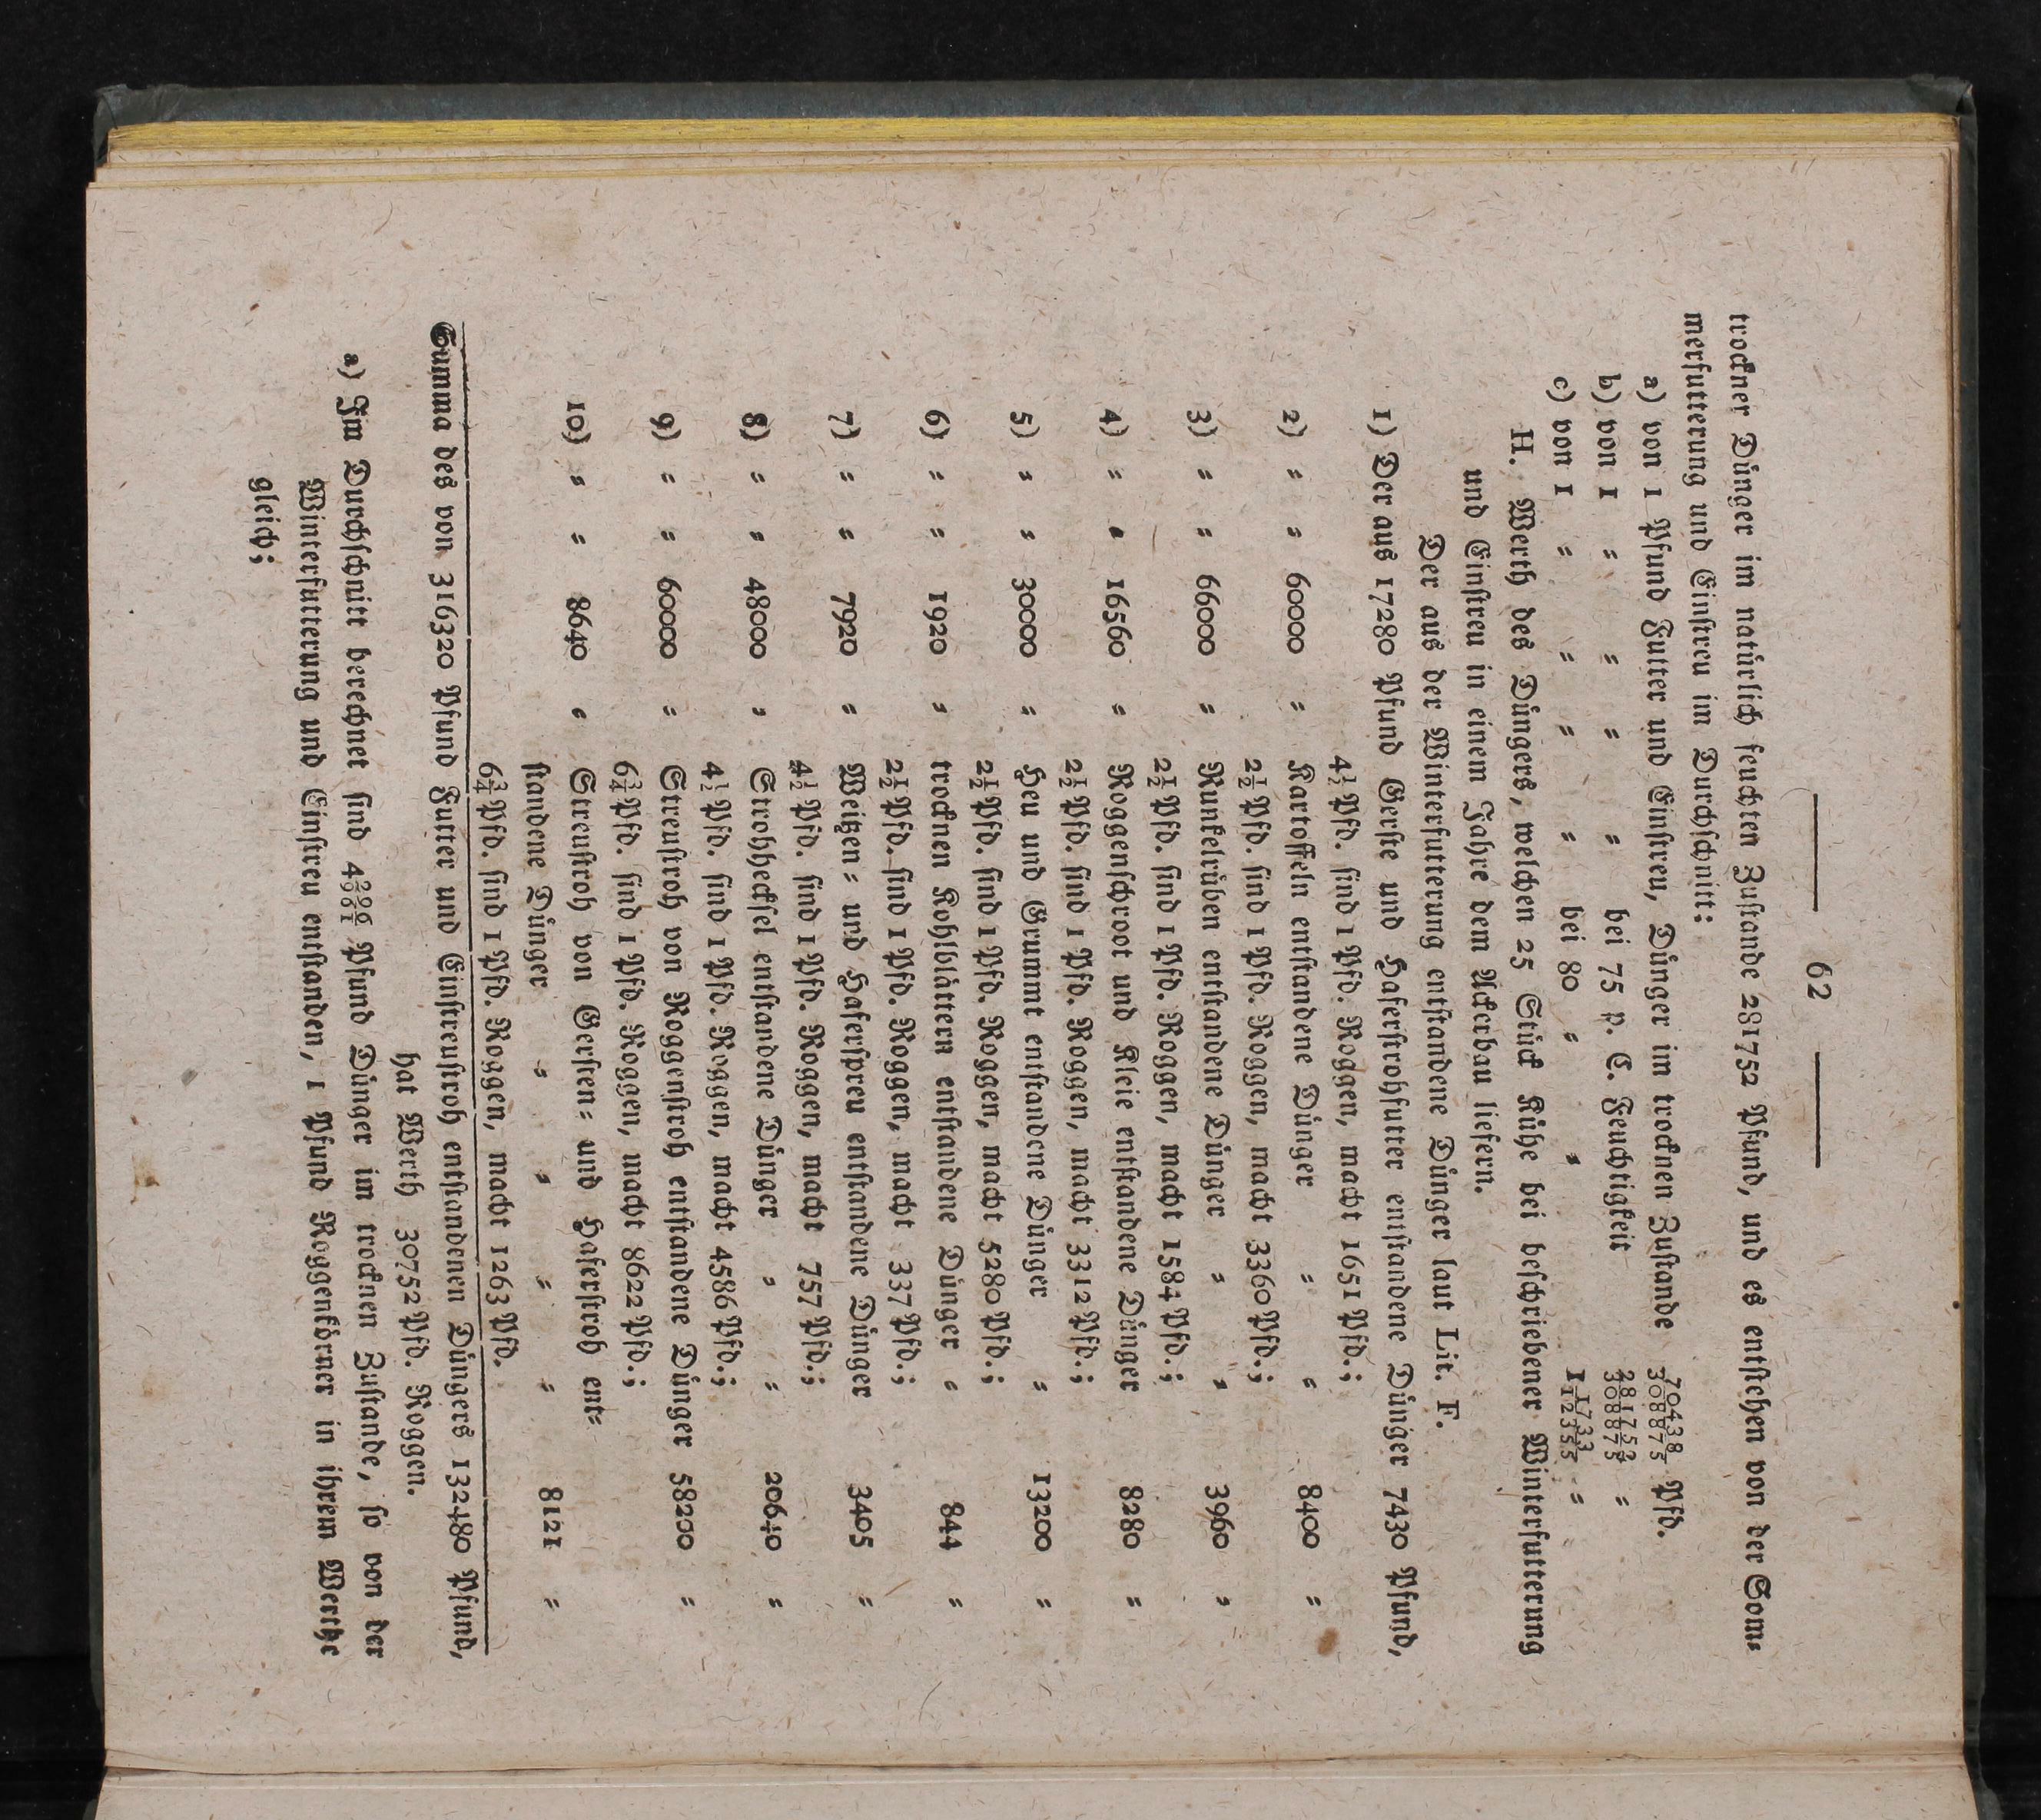 — 62 —
trockner Dünger im natürlich feuchten Zustande 281752 Pfund, und es entstehen von der Som⸗
merfutterung und Einstreu im Durchschnitt:
a) von 1 Pfund Futter und Einstreu, Dünger im trocknen Zustande 70438/308875 Pfd.
b) von 1 〃 〃 〃 〃 bei 75 p. C. Feuchtigkeit 281752/308875 〃
c) von 1 〃 〃 〃 〃 bei 80 〃 〃 1 1733/12355 〃
H. Werth des Düngers, welchen 25 Stück Kühe bei beschriebener Winterfutterung
und Einstreu in einem Jahre dem Ackerbau liefern.
Der aus der Winterfutterung entstandene Dünger laut Lit. F.
1) Der aus 17280 Pfund Gerste und Haferstrohfutter entstandene Dünger 7430 Pfund,
4½ Pfd. sind 1 Pfd. Roggen, macht 1651 Pfd.;
2) 〃 〃 60000 〃 Kartoffeln entstandene Dünger 〃 〃 8400 〃
2½ Pfd. sind 1 Pfd. Roggen, macht 3360 Pfd.;
3) 〃 〃 66000 〃 Runkelrüben entstandene Dünger 〃 〃 3960 〃
2½ Pfd. sind 1 Pfd. Roggen, macht 1584 Pfd.;
4) 〃 〃 16560 〃 Roggenschroot und Kleie entstandene Dünger 8280 〃
2½ Pfd. sind 1 Pfd. Roggen, macht 3312 Pfd.;
5) 〃 〃 30000 〃 Heu und Grummt entstandene Dünger 〃 13200 〃
2½ Pfd. sind 1 Pfd. Roggen, macht 5280 Pfd.;
6) 〃 〃 1920 〃 trocknen Kohlblättern entstandene Dünger 〃 844 〃
2½ Pfd. sind 1 Pfd. Roggen, macht 337 Pfd.;
7) 〃 〃 7920 〃 Weitzen⸗ und Haferspreu entstandene Dünger 3405 〃
4½ Pfd. sind 1 Pfd. Roggen, macht 757 Pfd.;
8) 〃 〃 48000 〃 Strohhecksel entstandene Dünger 〃 〃 20640 〃
4½ Pfd. sind 1 Pfd. Roggen, macht 4586 Pfd.;
9) 〃 〃 60000 〃 Streustroh von Roggenstroh entstandene Dünger 58200 〃
6¾ Pfd. sind 1 Pfd. Roggen, macht 8622 Pfd.;
10) 〃 〃 8640 〃 Streustroh von Gersten⸗ und Haferstroh ent⸗
standene Dünger 〃 〃 〃 〃 8121 〃
6¾ Pfd. sind 1 Pfd. Roggen, macht 1263 Pfd.
Summa des von 316320 Pfund Futter und Einstreustroh entstandenen Düngers 132480 Pfund,
hat Werth 30752 Pfd. Roggen.
a) Im Durchschnitt berechnet sind 4 296/961 Pfund Dünger im trocknen Zustande, so von der
Winterfutterung und Einstreu entstanden, 1 Pfund Roggenkörner in ihrem Werthe
gleich;